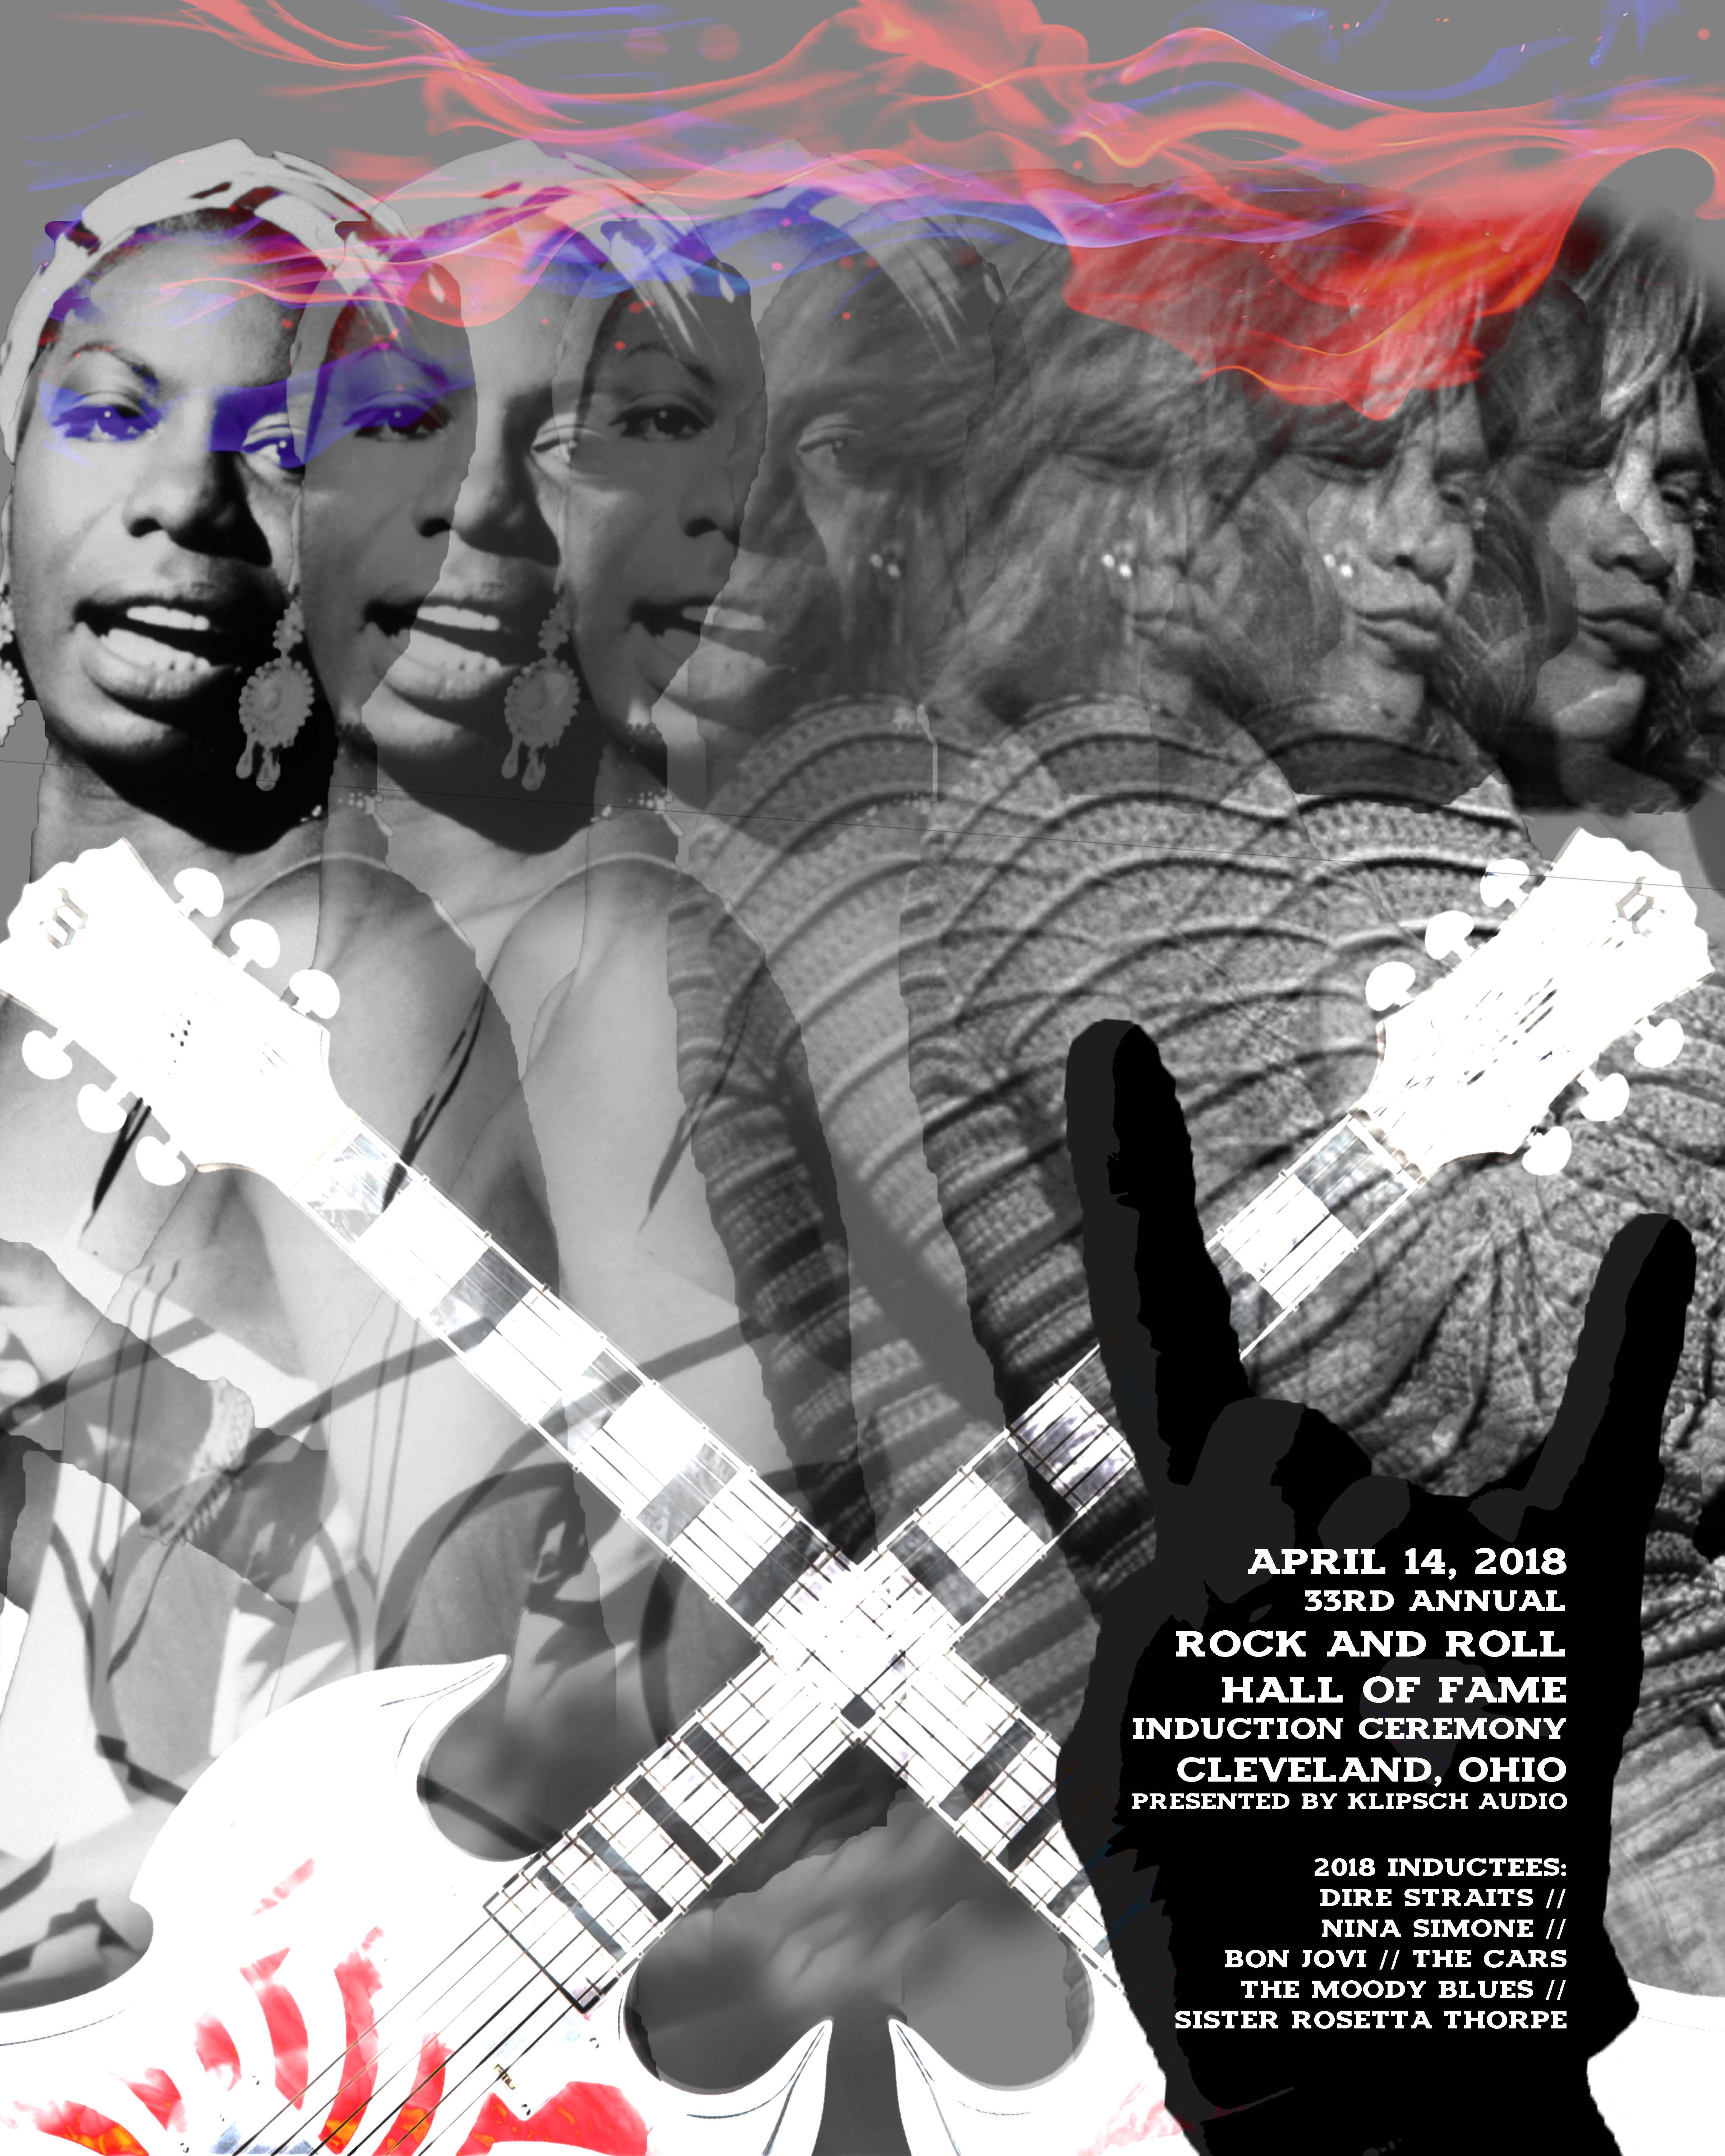 APRIL 14, 2018
33RD ANNUAL
ROCK AND ROLL
HALL OF FAME
INDUCTION CEREMONY
CLEVELAND, OHIO
PRESENTED BY KLIPSCH AUDIO
2018 INDUCTEES:
DIRE STRAITS //
NINA SIMONE //
BON JOVI // THE CARS
THE MOODY BLUES //
SISTER ROSETTA THORPE